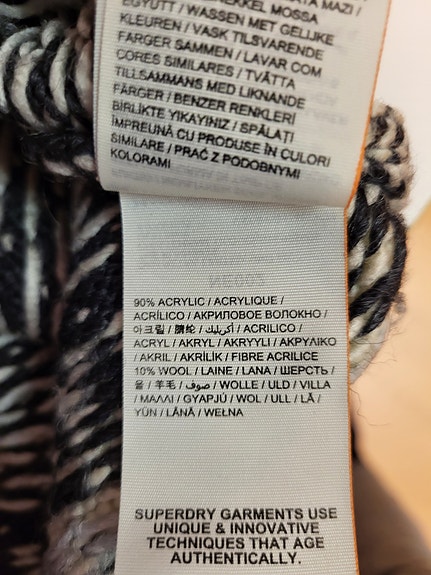 EGYÜTT / WASSEN MET GELIJKE
KLEUREN / VASK TILSVARENDE
FARGER SAMMEN / LAVAR COM
CORES SIMILARES / TVÄTTA
TILLSAMMANS MED LIKNANDE
FÄRGER / BENZER RENKLERI
BİRLİKTE YIKAYINIZ / SPĂLAȚI
ÎMPREUNĂ CU PRODUSE ÎN CULORI
SIMILARE / PRAĆ Z PODOBNYMI
KOLORAMI
90% ACRYLIC / ACRYLIQUE /
ACRÍLICO / АКРИЛОВОЕ ВОЛОКНО /
아크릴 / 腈纶 / أكريليك / ACRILICO /
ACRYL / AKRYL / AKRYYLI / ΑΚΡΥΛΙΚΟ
/ AKRIL / AKRİLİK / FIBRE ACRILICE
10% WOOL / LAINE / LANA / ШЕРСТЬ /
울 / 羊毛 / صوف / WOLLE / ULD / VILLA
/ ΜΑΛΛΙ / GYAPJÚ / WOL / ULL / LÃ /
YÜN / LÂNĂ / WEŁNA
SUPERDRY GARMENTS USE
UNIQUE & INNOVATIVE
TECHNIQUES THAT AGE
AUTHENTICALLY.